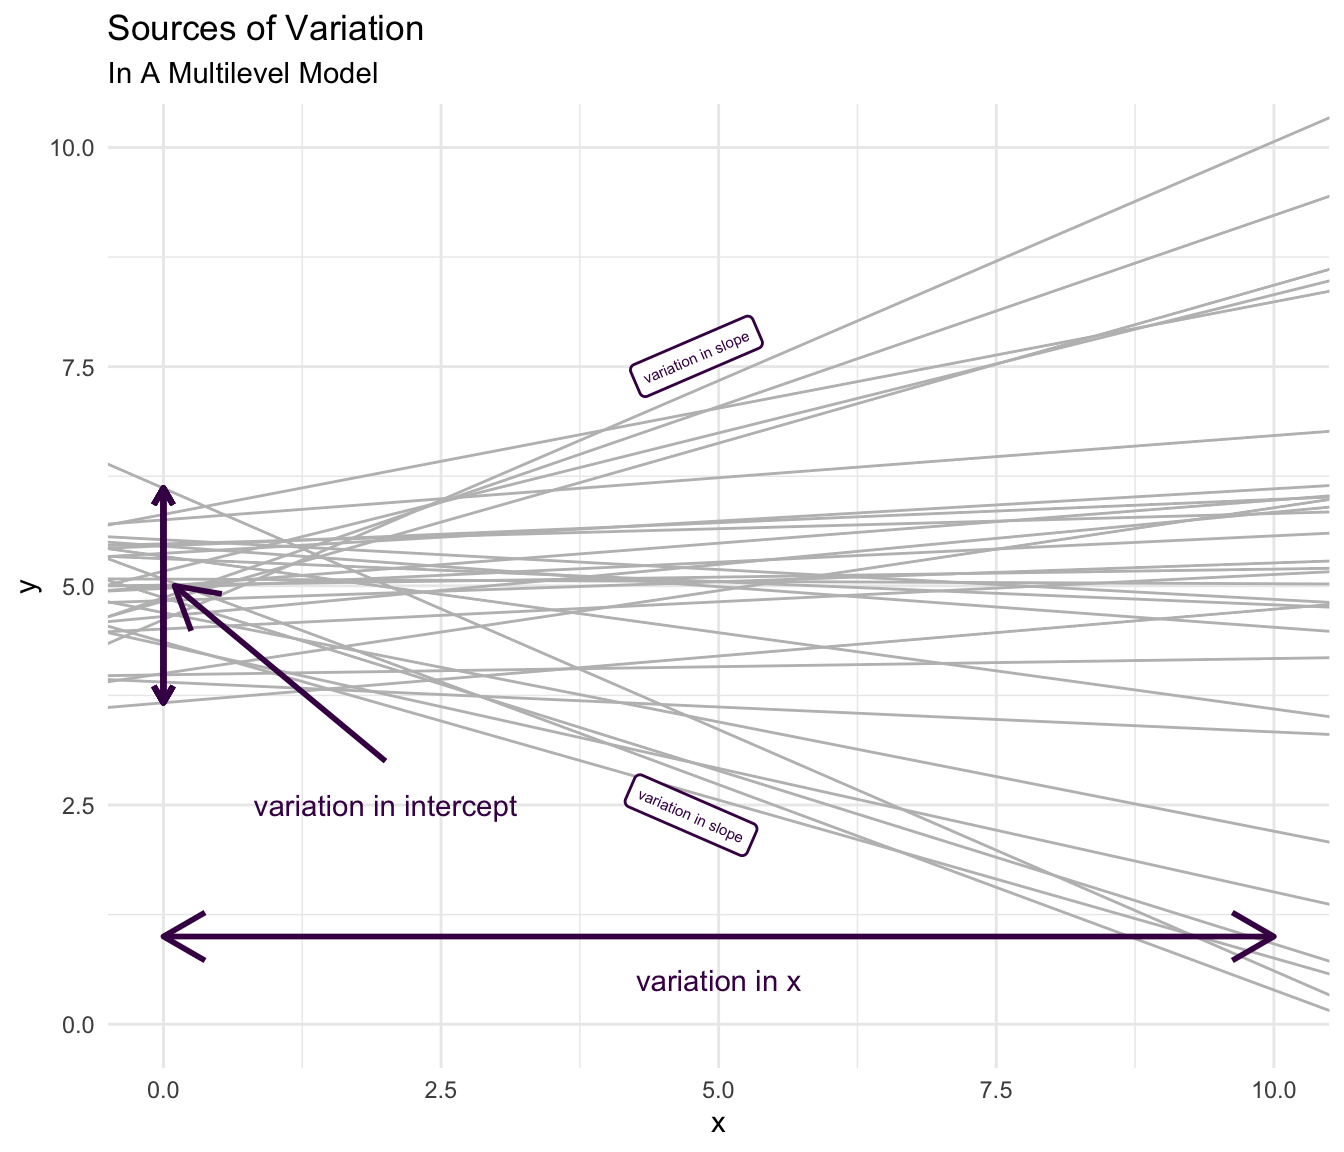 Sources of Variation
In A Multilevel Model
10.0
7.5
5.0
2.5
0.0
y
variation in slope
variation in intercept
variation in slope
variation in x
0.0
2.5
5.0
7.5
10.0
x